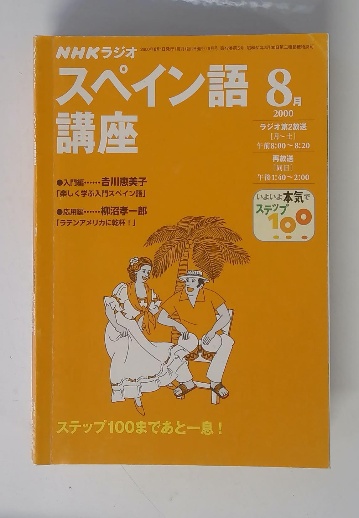 NHKラジオ
スペイン語
講座
8月
2000
ラジオ第2放送
[月～土]
午前8:00～8:20
再放送
同日
午後1:40～2:00
いよいよ本気で
ステップ
100
●入門編……吉川恵美子
「楽しく学ぶ入門スペイン語」
●応用編……柳沼孝一郎
「ラテンアメリカに乾杯！」
ステップ100まであと一息！